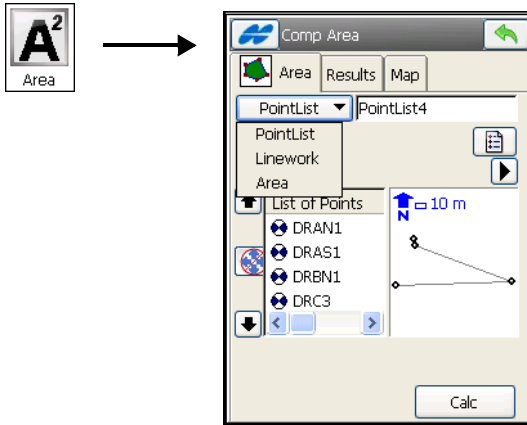 A²
Area
Comp Area
Area Results Map
PointList PointList4
PointList
Linework
Area
List of Points
DRAN1
DRAS1
DRBN1
DRC3
N
10 m
Calc